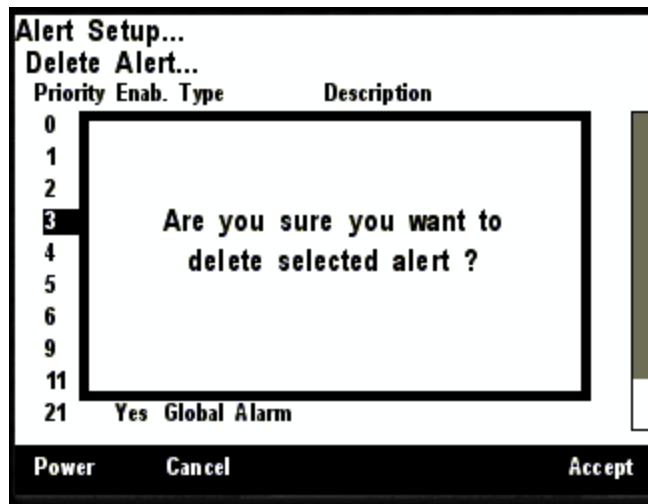 Alert Setup...
Delete Alert...
Priority Enab. Type Description
0
1
2
3
Are you sure you want to
4
delete selected alert ?
5
6
9
11
21 Yes Global Alarm
Power Cancel Accept